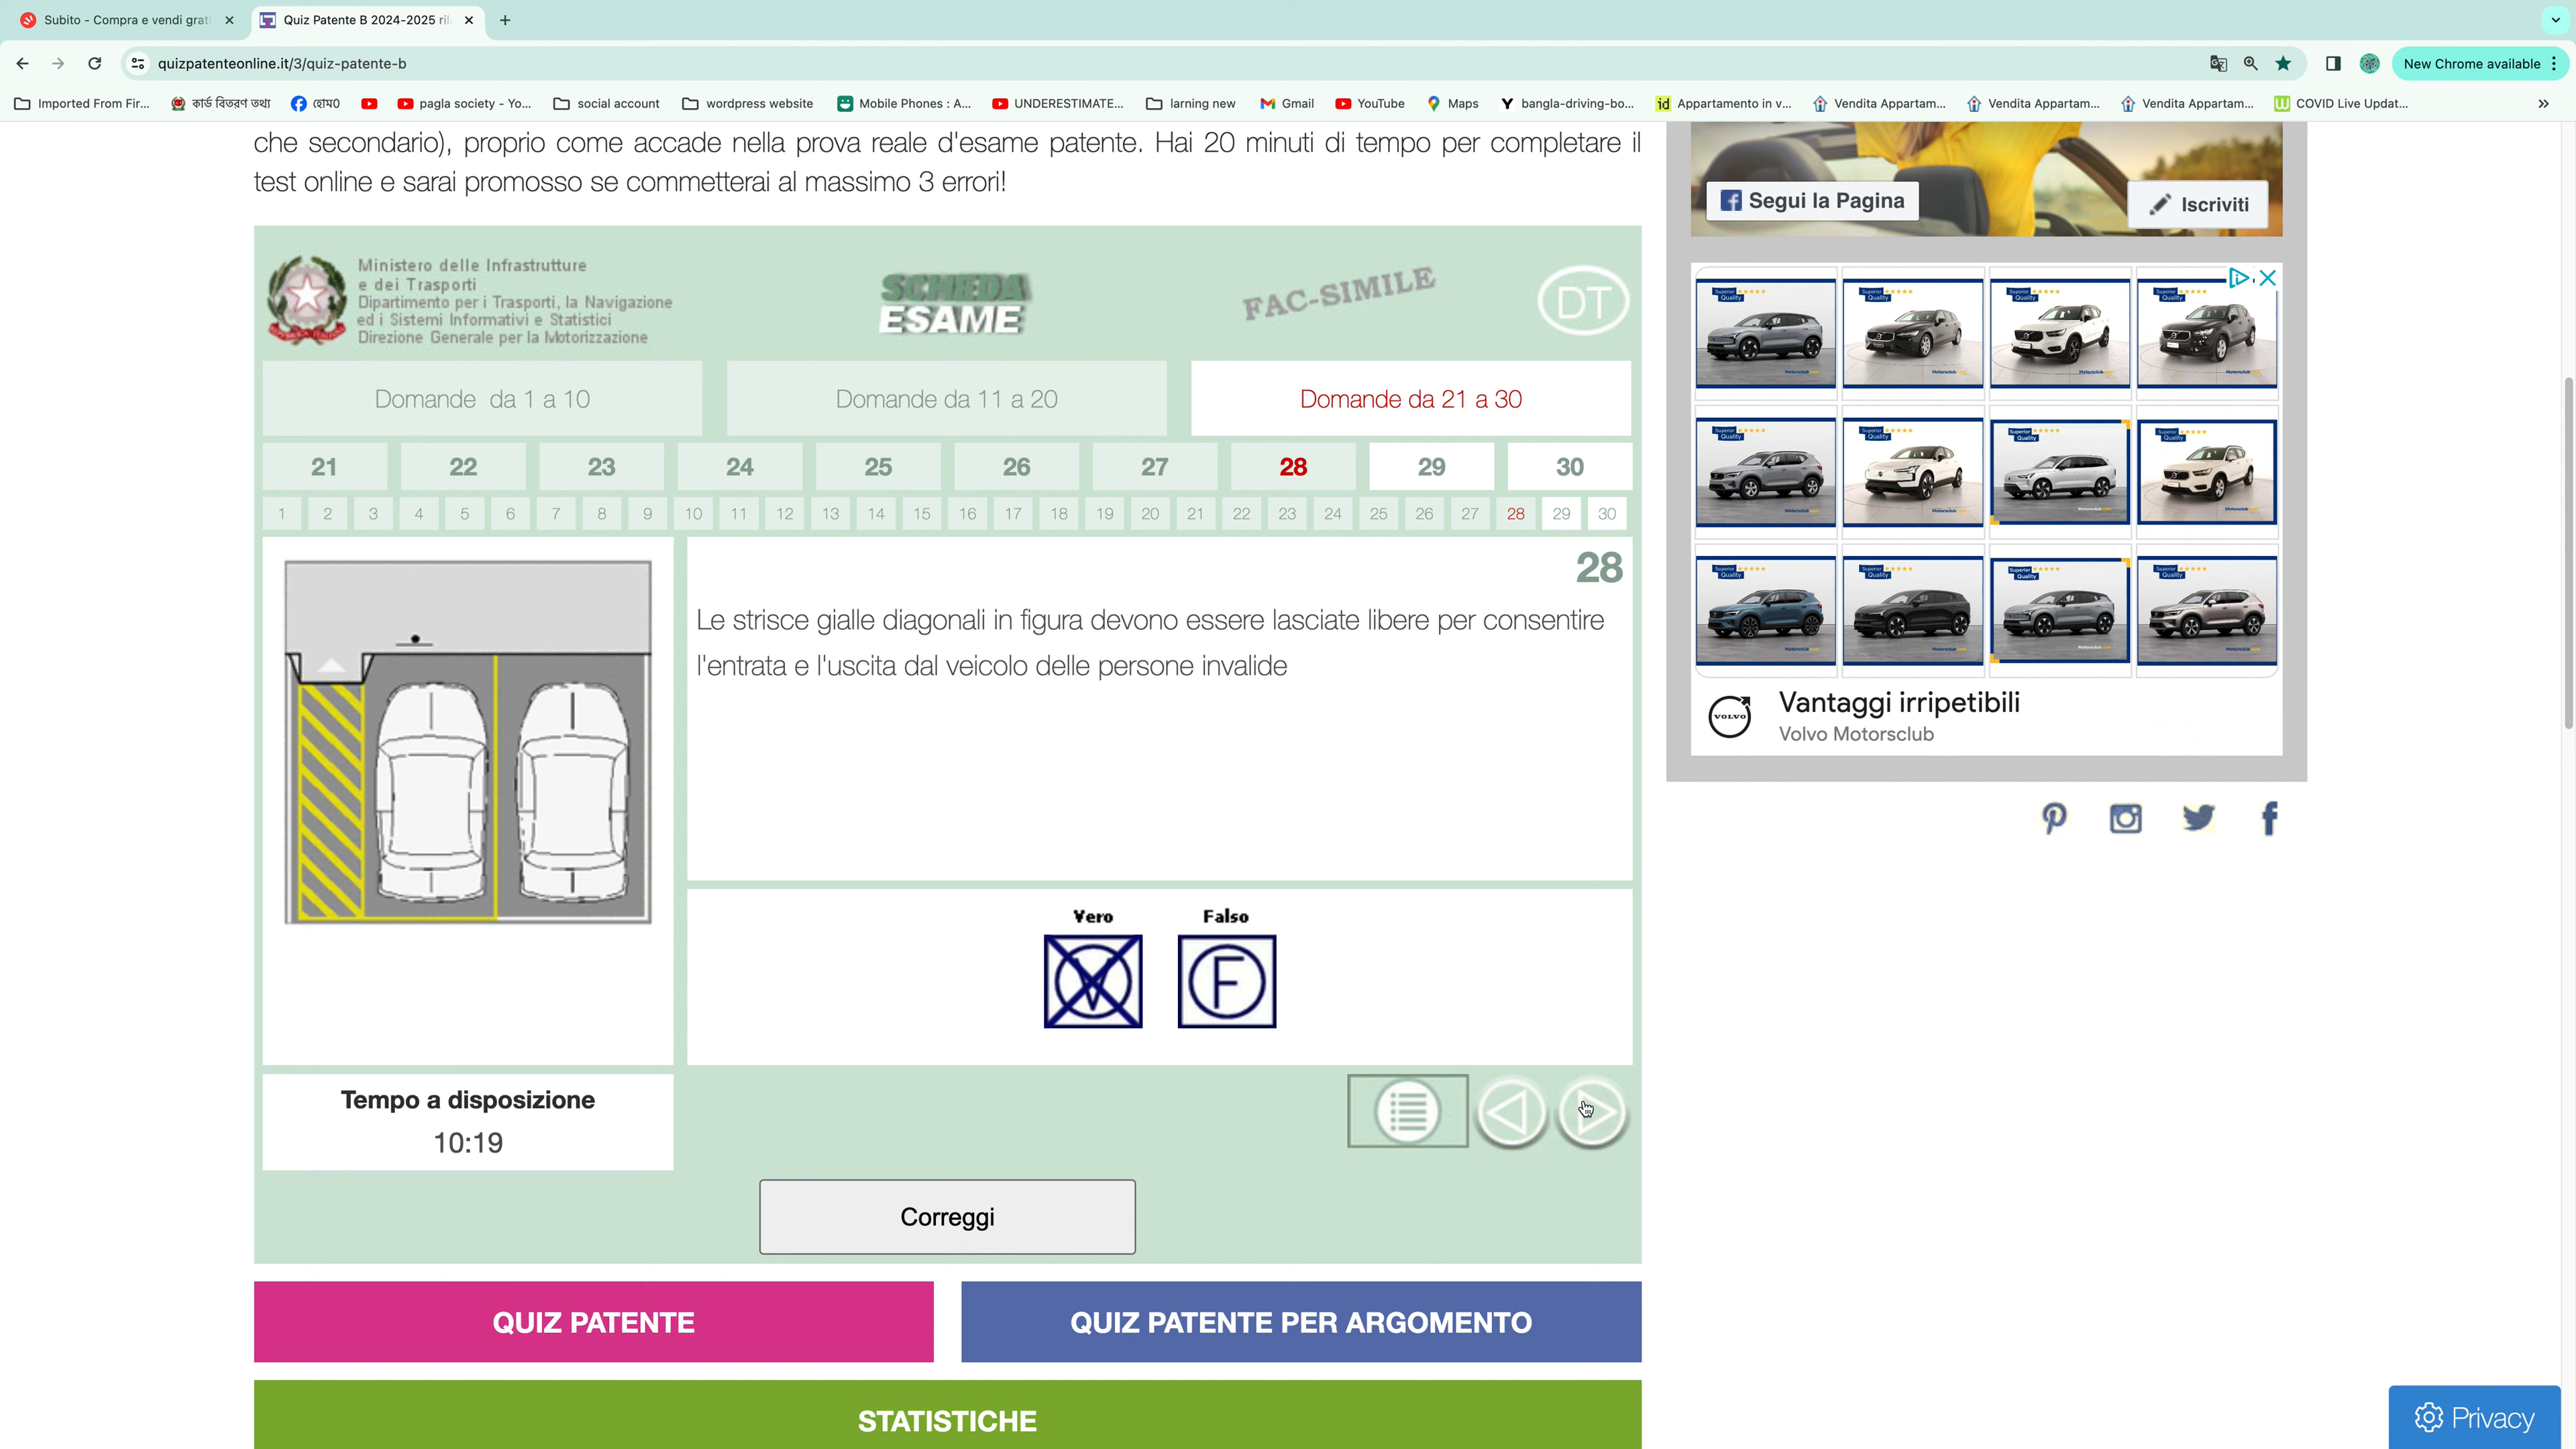 Subito - Compra e vendi grat
Quiz Patente B 2024-2025 ril
quizpatenteonline.it/3/quiz-patente-b
New Chrome available
Imported From Fir...
কার্ড বিতরণ তথ্য
হোম0
pagla society - Yo...
social account
wordpress website
Mobile Phones : A...
UNDERESTIMATE...
larning new
Gmail
YouTube
Maps
bangla-driving-bo...
Appartamento in v...
Vendita Appartam...
Vendita Appartam...
Vendita Appartam...
COVID Live Updat...
che secondario), proprio come accade nella prova reale d'esame patente. Hai 20 minuti di tempo per completare il
test online e sarai promosso se commetterai al massimo 3 errori!
Segui la Pagina
Iscriviti
Ministero delle Infrastrutture
e dei Trasporti
Dipartimento per i Trasporti, la Navigazione
ed i Sistemi Informativi e Statistici
Direzione Generale per la Motorizzazione
SCHEDA
ESAME
FAC-SIMILE
DT
Domande da 1 a 10
Domande da 11 a 20
Domande da 21 a 30
21 22 23 24 25 26 27 28 29 30
1 2 3 4 5 6 7 8 9 10 11 12 13 14 15 16 17 18 19 20 21 22 23 24 25 26 27 28 29 30
28
Le strisce gialle diagonali in figura devono essere lasciate libere per consentire
l'entrata e l'uscita dal veicolo delle persone invalide
Vero Falso
V F
Tempo a disposizione
10:19
Correggi
QUIZ PATENTE
QUIZ PATENTE PER ARGOMENTO
STATISTICHE
VOLVO
Vantaggi irripetibili
Volvo Motorsclub
Privacy